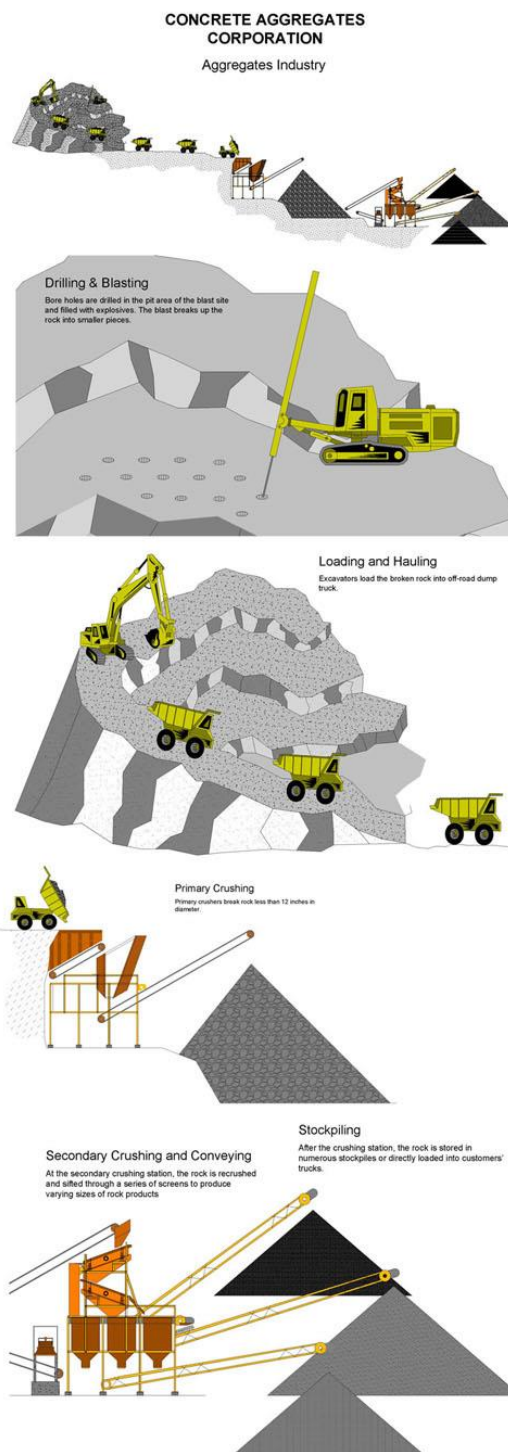 CONCRETE AGGREGATES
CORPORATION
Aggregates Industry
Drilling & Blasting
Bore holes are drilled in the pit area of the blast site
and filled with explosives. The blast breaks up the
rock into smaller pieces.
Loading and Hauling
Excavators load the broken rock into off-road dump
truck.
Primary Crushing
Primary crushers break rock less than 12 inches in
diameter.
Stockpiling
After the crushing station, the rock is stored in
numerous stockpiles or directly loaded into customers'
trucks.
Secondary Crushing and Conveying
At the secondary crushing station, the rock is recrushed
and sifted through a series of screens to produce
varying sizes of rock products